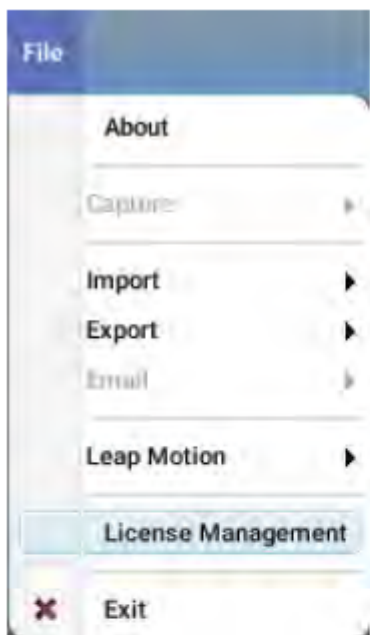 File
About
Capture
Import
Export
Email
Leap Motion
License Management
Exit